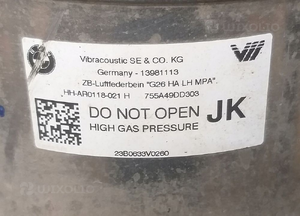 Vibracoustic SE & CO. KG
Germany - 13981113
ZB-Luftfederbein "G26 HA LH MPA"
HH-AR0118-021 H 755A49DD303
DO NOT OPEN JK
HIGH GAS PRESSURE
23B0633V0260